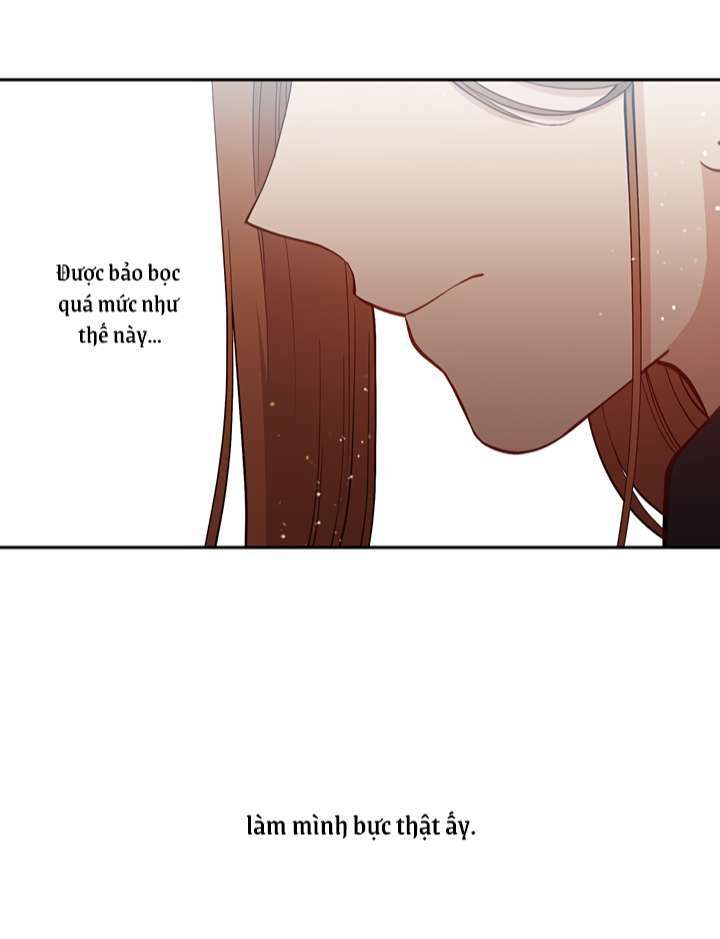 Được bảo bọc
quá mức như
thế này...
làm mình bực thật ấy.